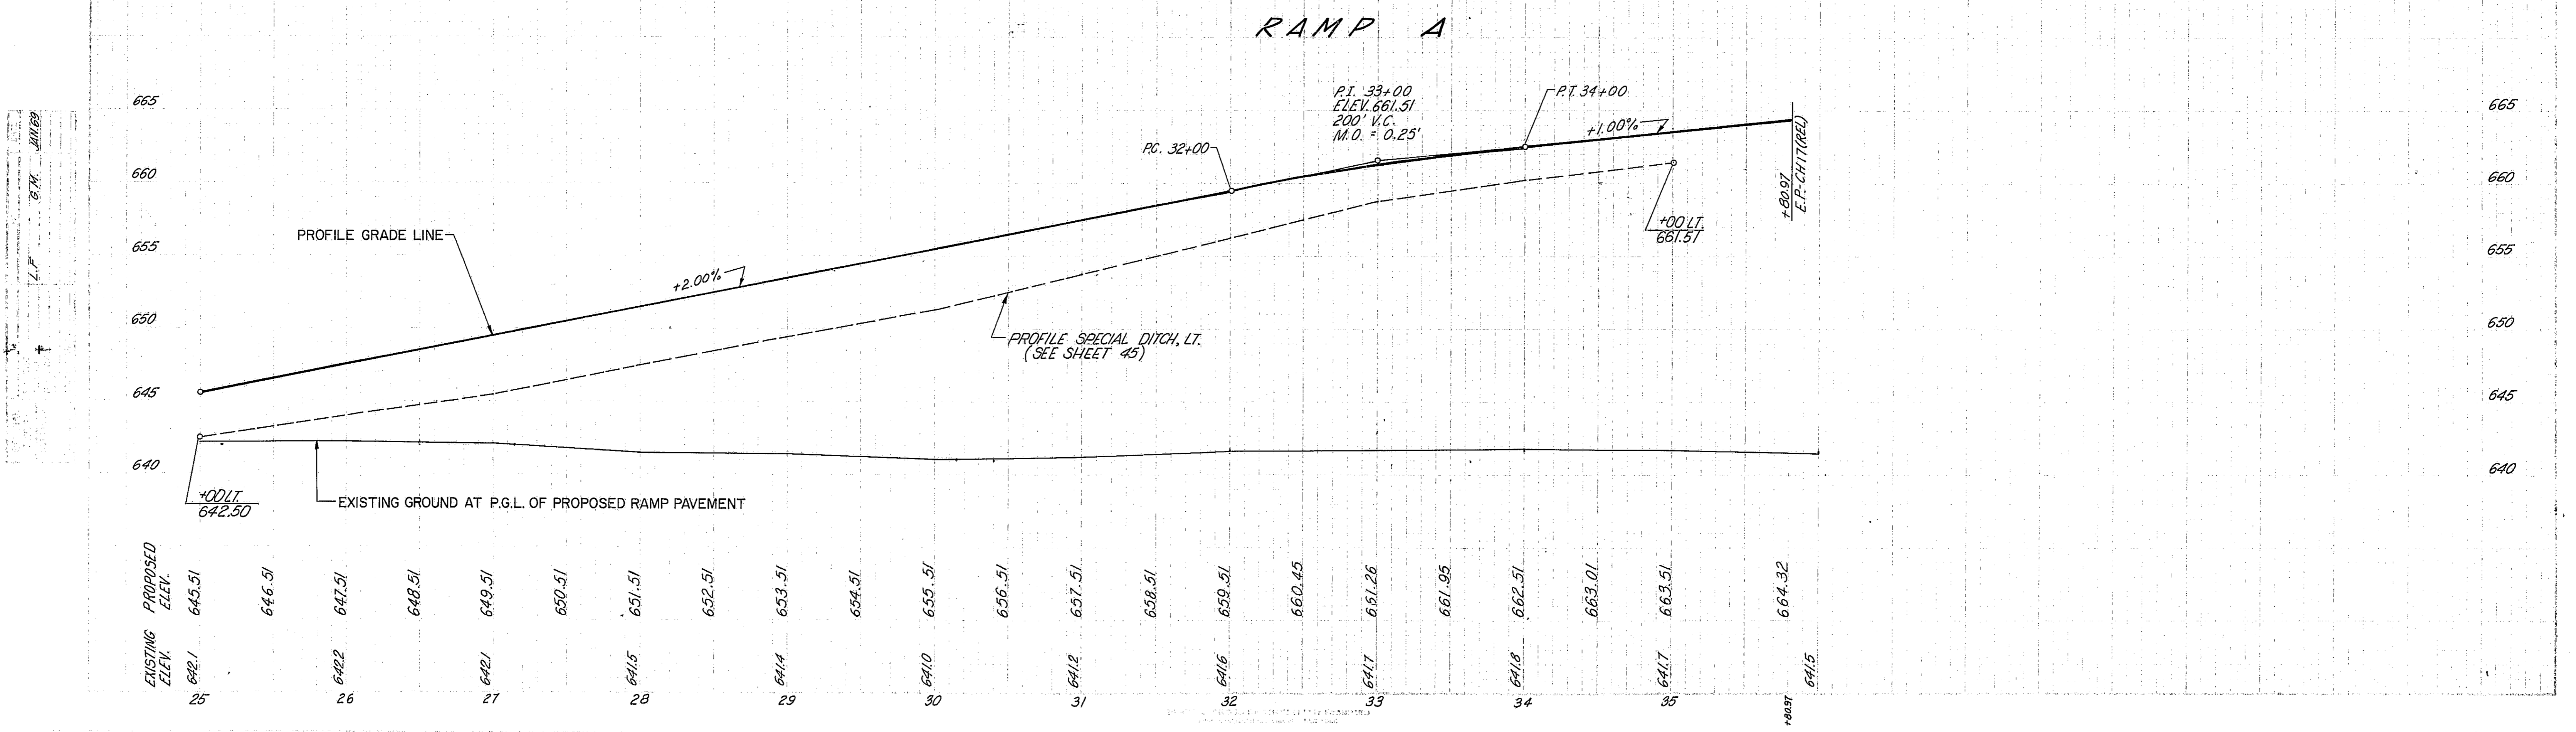 RAMP A
665
660
655
650
645
640
JAN.69
G.M.
L.F
P.I. 33+00
ELEV. 661.51
200' V.C.
M.O. = 0.25'
P.T. 34+00
+1.00%
P.C. 32+00
+80.97
E.P.-CH 17 (REL)
+00 LT.
661.51
PROFILE GRADE LINE
+2.00%
PROFILE SPECIAL DITCH, LT.
(SEE SHEET 45)
+00 LT.
642.50
EXISTING GROUND AT P.G.L. OF PROPOSED RAMP PAVEMENT
665
660
655
650
645
640
PROPOSED
ELEV.
645.51 646.51 647.51 648.51 649.51 650.51 651.51 652.51 653.51 654.51 655.51 656.51 657.51 658.51 659.51 660.45 661.26 661.95 662.51 663.01 663.51 664.32
EXISTING
ELEV.
642.1 642.2 642.1 641.5 641.4 641.0 641.2 641.6 641.7 641.8 641.7 641.5
25 26 27 28 29 30 31 32 33 34 35 +80.97